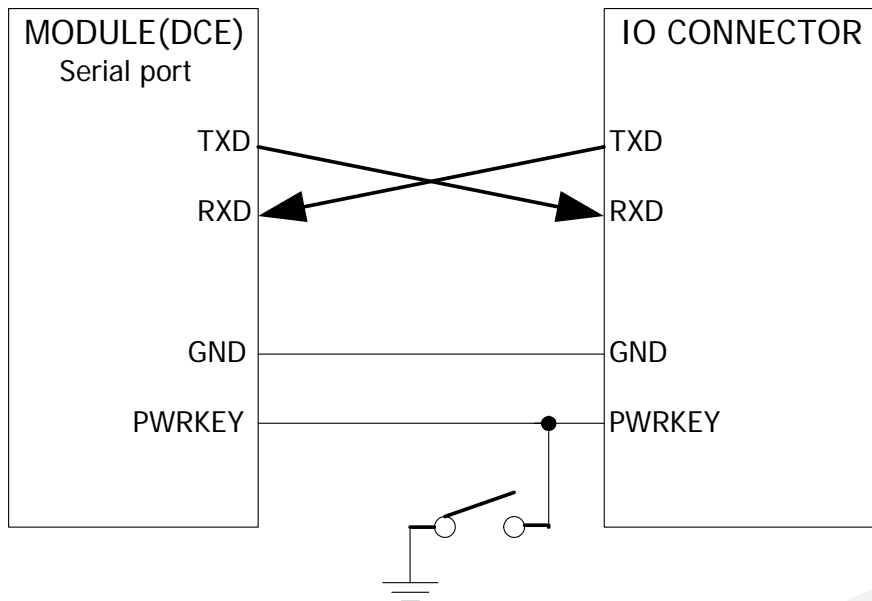 MODULE(DCE)
Serial port
TXD
RXD
GND
PWRKEY
IO CONNECTOR
TXD
RXD
GND
PWRKEY